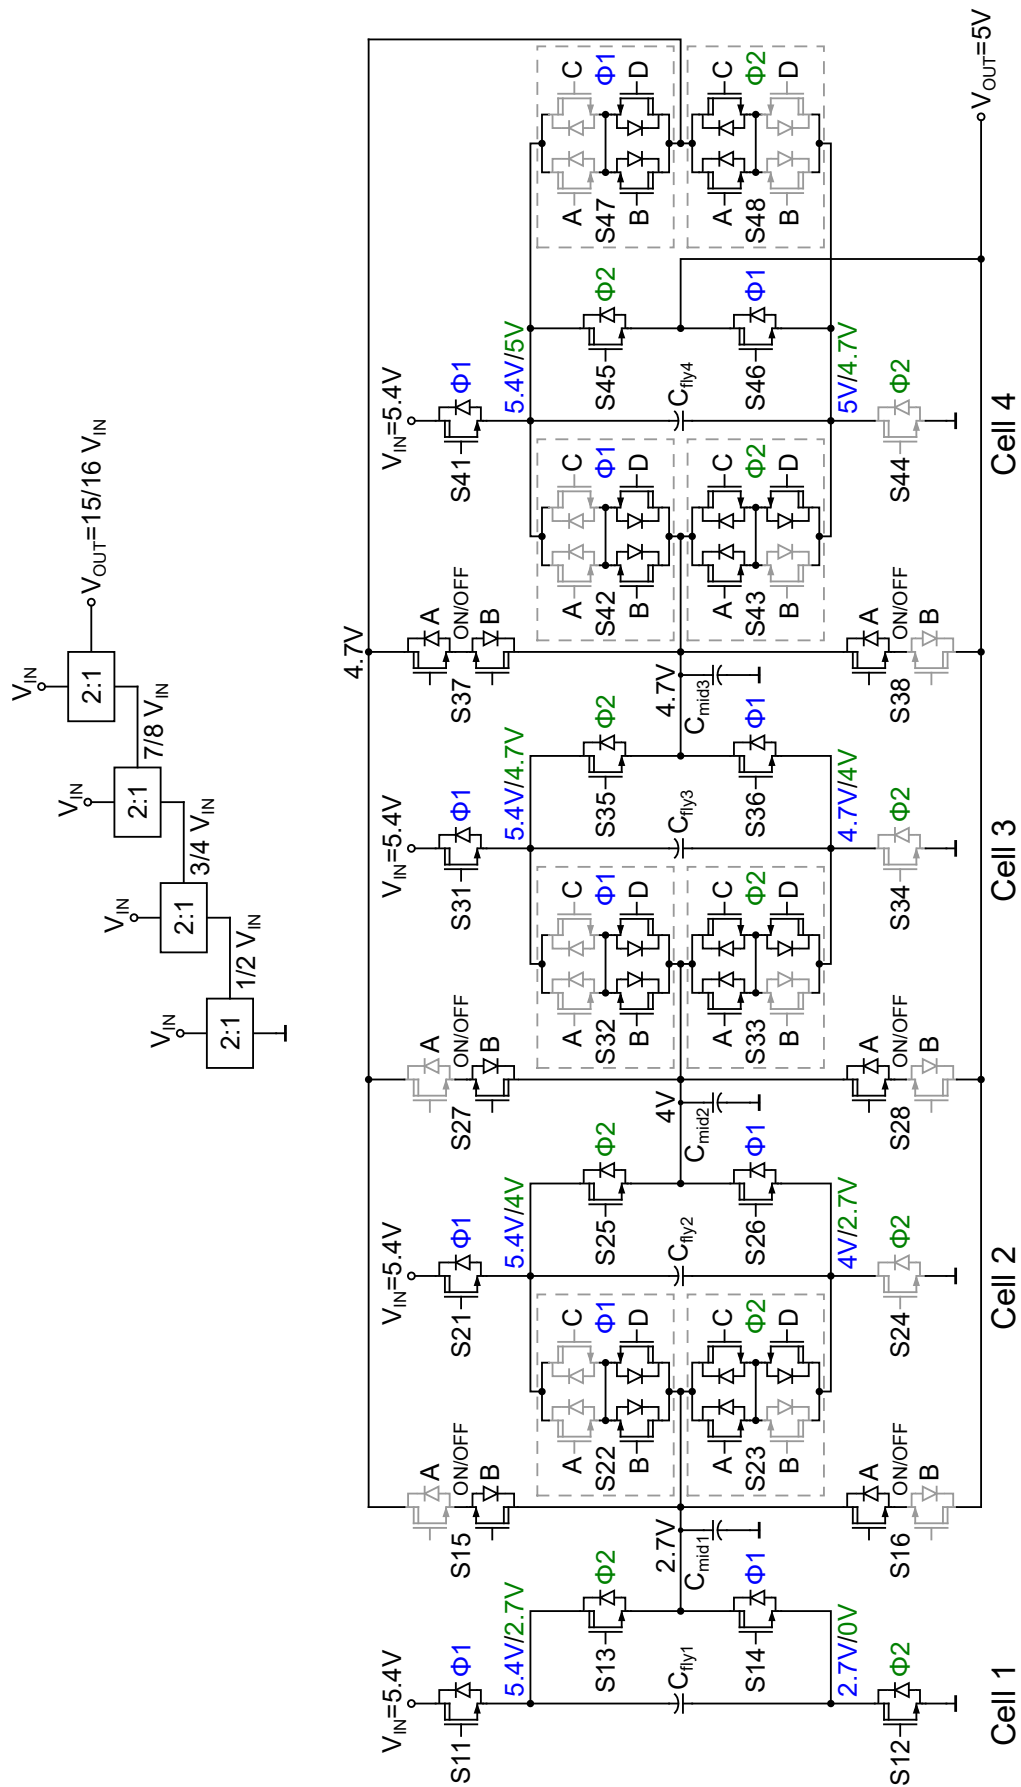 V_IN
V_IN
V_IN
V_IN
2:1
2:1
2:1
2:1
1/2 V_IN
3/4 V_IN
7/8 V_IN
V_OUT=15/16 V_IN
4.7V
V_IN=5.4V
S11
Φ1
5.4V/2.7V
S13
Φ2
C_fly1
S14
Φ1
2.7V/0V
S12
Φ2
Cell 1
S15
A
ON/OFF
B
2.7V
C_mid1
S16
A
ON/OFF
B
V_IN=5.4V
S21
Φ1
5.4V/4V
A
S22
B
C
Φ1
D
A
S23
B
C
Φ2
D
C_fly2
S25
Φ2
S26
Φ1
4V/2.7V
S24
Φ2
Cell 2
S27
A
ON/OFF
B
4V
C_mid2
S28
A
ON/OFF
B
V_IN=5.4V
S31
Φ1
5.4V/4.7V
A
S32
B
C
Φ1
D
A
S33
B
C
Φ2
D
C_fly3
S35
Φ2
S36
Φ1
4.7V/4V
S34
Φ2
Cell 3
S37
A
ON/OFF
B
4.7V
C_mid3
S38
A
ON/OFF
B
V_IN=5.4V
S41
Φ1
5.4V/5V
A
S42
B
C
Φ1
D
A
S43
B
C
Φ2
D
C_fly4
S45
Φ2
S46
Φ1
5V/4.7V
S44
Φ2
Cell 4
A
S47
B
C
Φ1
D
A
S48
B
C
Φ2
D
V_OUT=5V